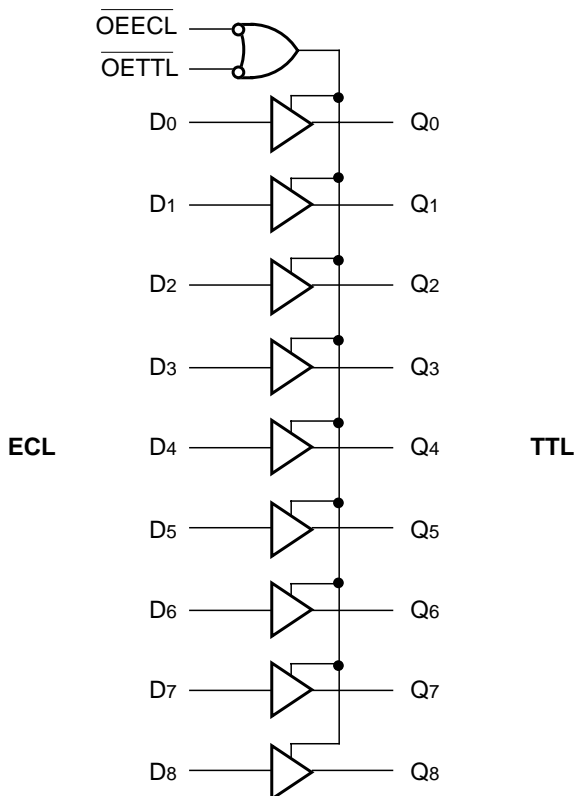 OEECL
OETTL
D0 Q0
D1 Q1
D2 Q2
D3 Q3
ECL D4 Q4 TTL
D5 Q5
D6 Q6
D7 Q7
D8 Q8